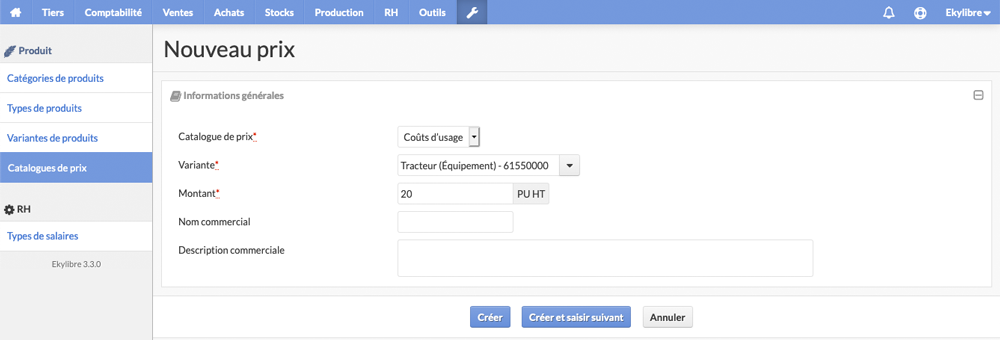 Tiers Comptabilité Ventes Achats Stocks Production RH Outils Ekylibre
Produit
Catégories de produits
Types de produits
Variantes de produits
Catalogues de prix
RH
Types de salaires
Ekylibre 3.3.0
Nouveau prix
Informations générales
Catalogue de prix* Coûts d'usage
Variante* Tracteur (Équipement) - 61550000
Montant* 20 PU HT
Nom commercial
Description commerciale
Créer Créer et saisir suivant Annuler